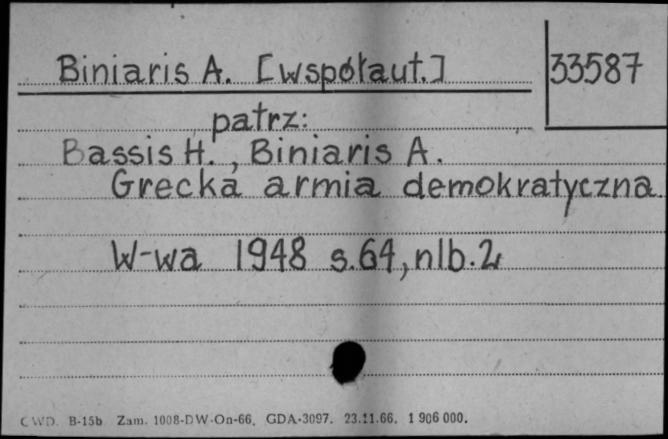 Biniaris A. [współaut.]
33587
patrz:
Bassis H., Biniaris A.
Grecka armia demokratyczna.
W-wa 1948 s.64, nlb.2
CWD. B-15b Zam. 1008-DW-On-66. GDA-3097. 23.11.66. 1 906 000.